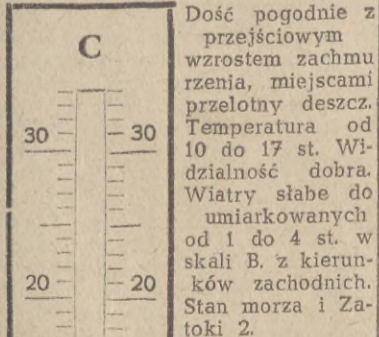 C
30 30
20 20
Dość pogodnie z
przejściowym
wzrostem zachmu
rzenia, miejscami
przelotny deszcz.
Temperatura od
10 do 17 st. Wi-
dzialność dobra.
Wiatry słabe do
umiarkowanych
od 1 do 4 st. w
skali B. z kierun-
ków zachodnich.
Stan morza i Za-
toki 2.